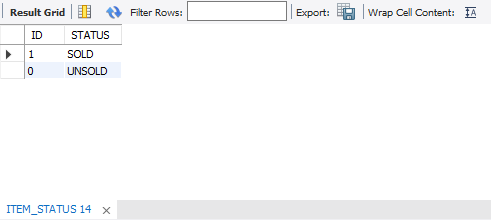 Result Grid Filter Rows: Export: Wrap Cell Content:
ID STATUS
1 SOLD
0 UNSOLD
ITEM_STATUS 14